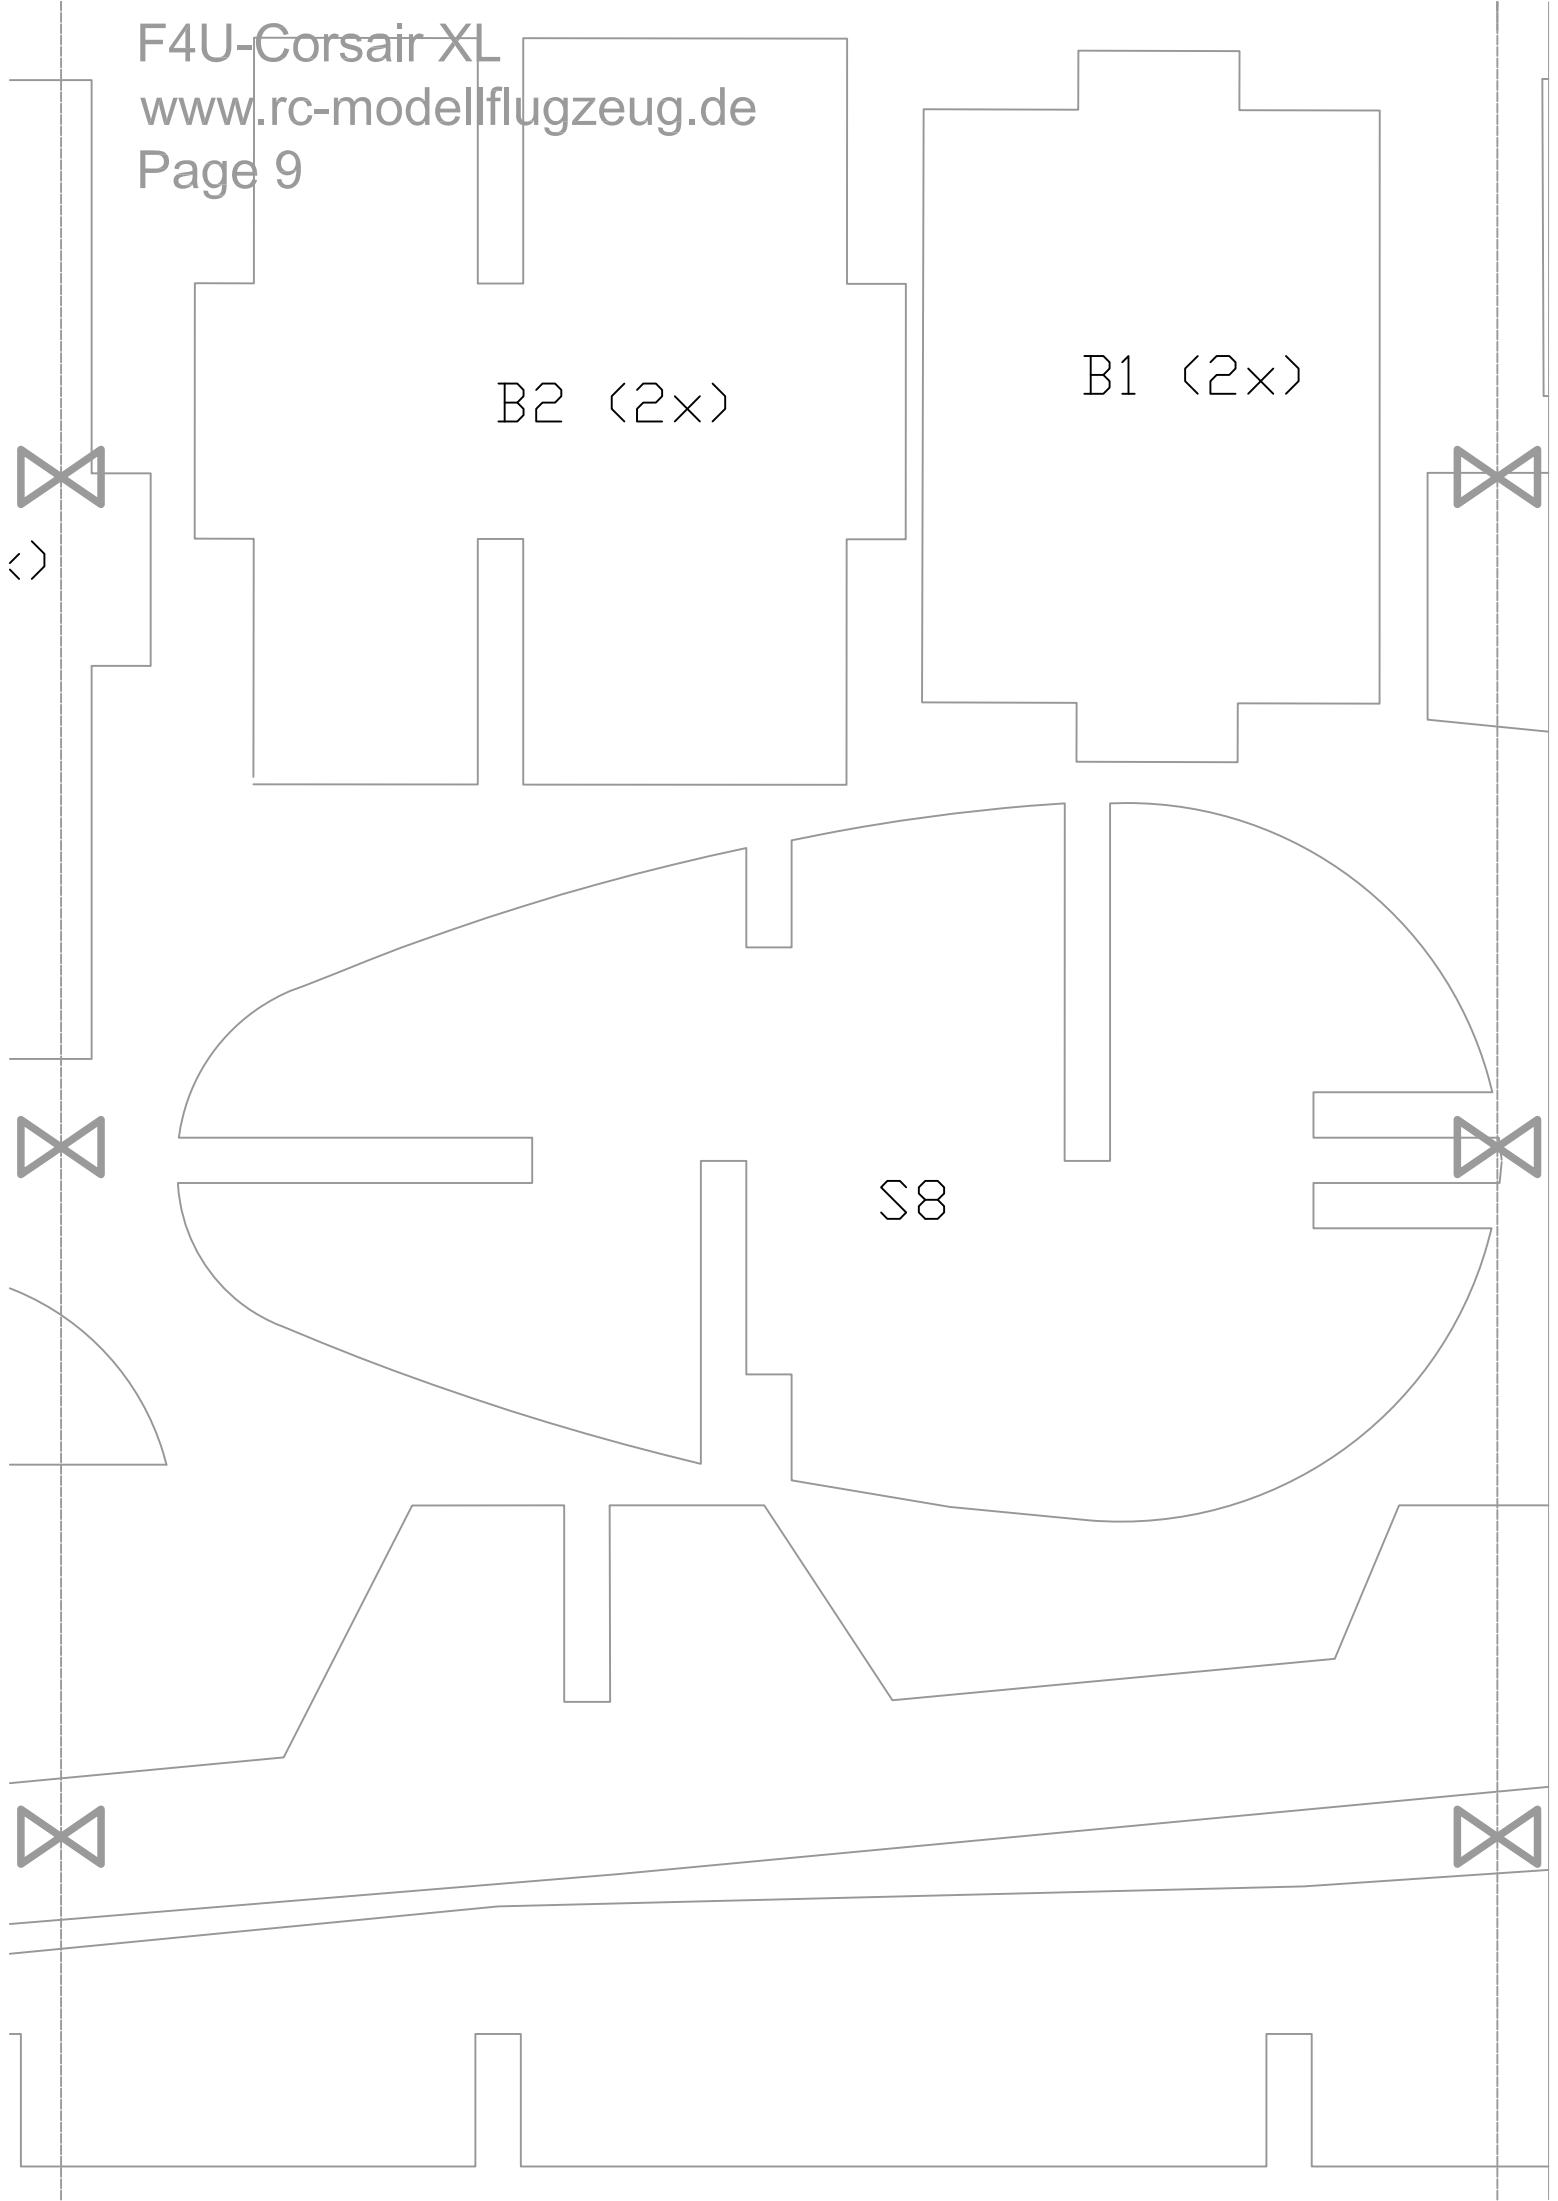 F4U-Corsair XL
www.rc-modellflugzeug.de
Page 9
B1 (2x)
B2 (2x)
)
S8